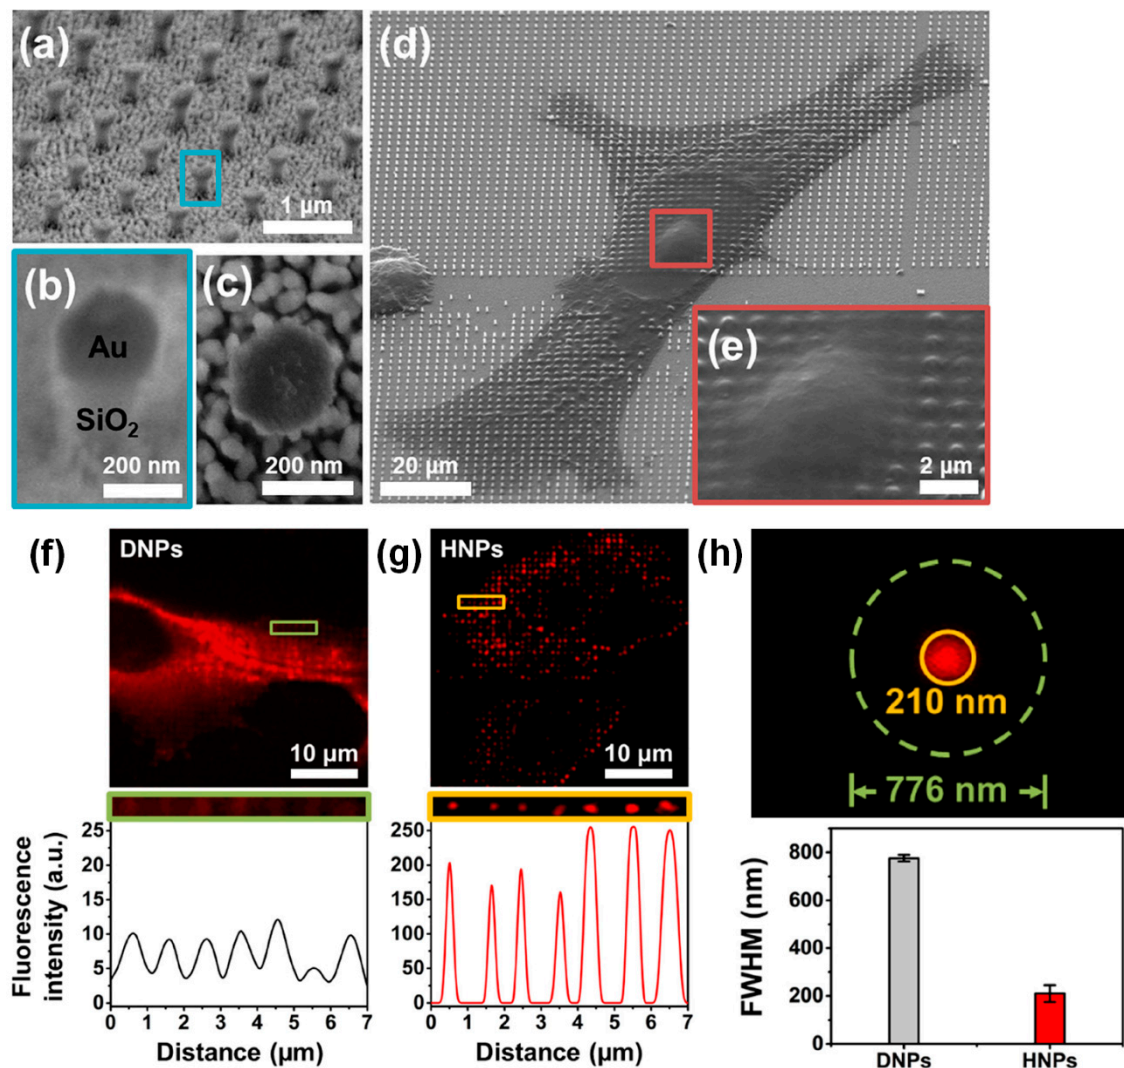 (a)
1 µm
(b)
Au
SiO₂
200 nm
(c)
200 nm
(d)
20 µm
(e)
2 µm
(f)
DNPs
10 µm
Fluorescence
intensity (a.u.)
25
20
15
10
5
0
0 1 2 3 4 5 6 7
Distance (µm)
(g)
HNPs
10 µm
250
200
150
100
50
0
0 1 2 3 4 5 6 7
Distance (µm)
(h)
210 nm
776 nm
FWHM (nm)
800
600
400
200
0
DNPs HNPs